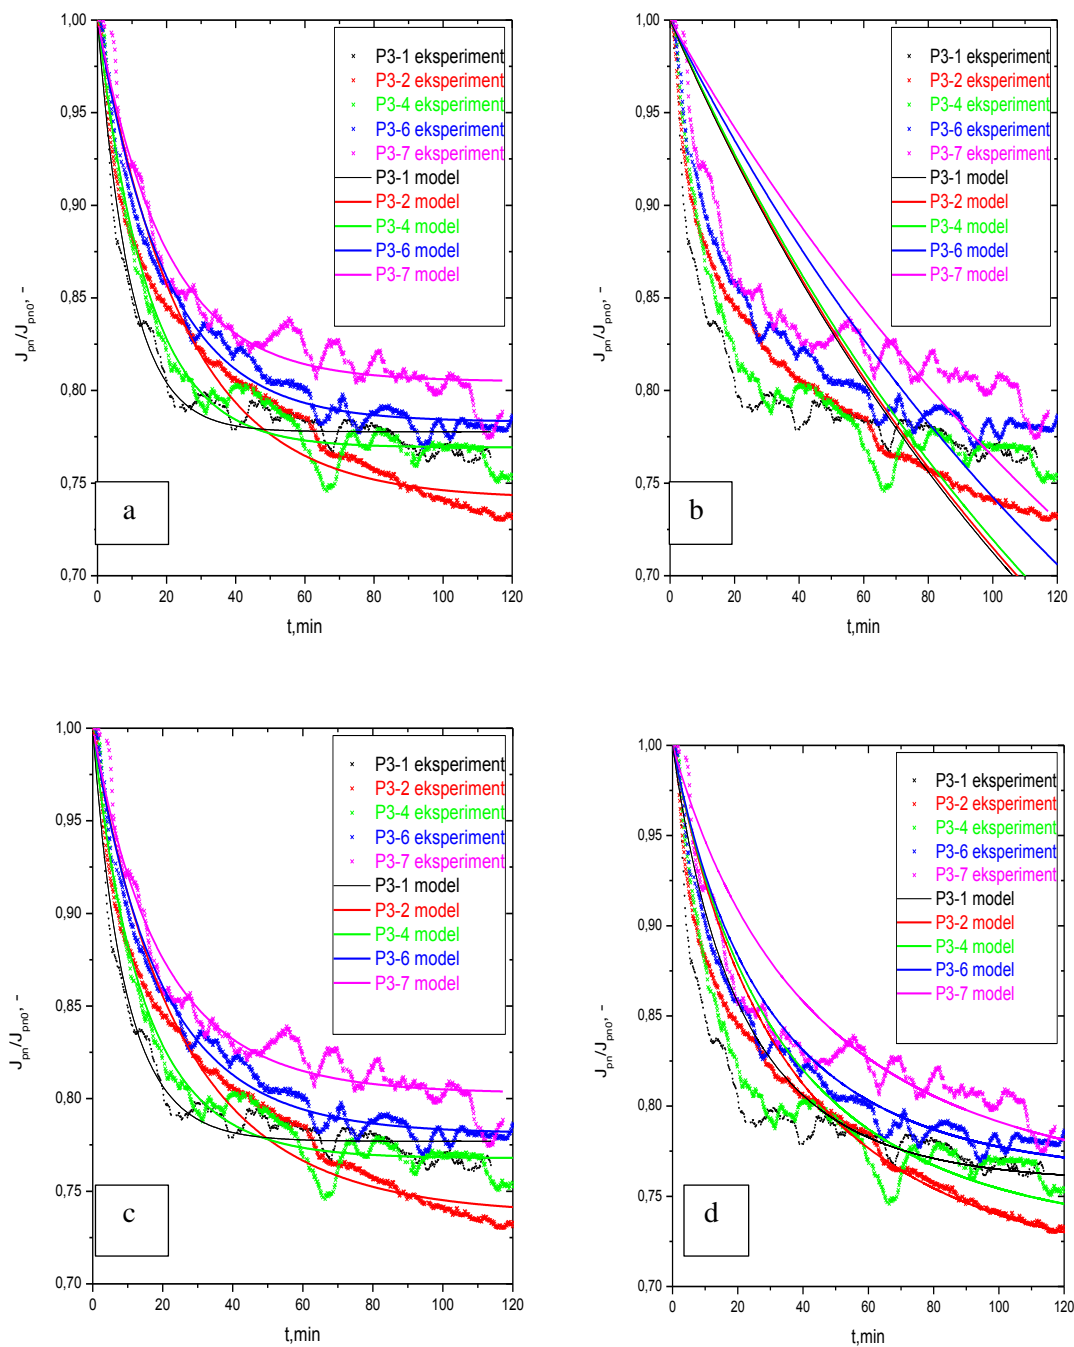 1,00
0,95
0,90
0,85
0,80
0,75
0,70
J_pn/J_pn0, -
P3-1 eksperiment
P3-2 eksperiment
P3-4 eksperiment
P3-6 eksperiment
P3-7 eksperiment
P3-1 model
P3-2 model
P3-4 model
P3-6 model
P3-7 model
a
0 20 40 60 80 100 120
t,min
1,00
0,95
0,90
0,85
0,80
0,75
0,70
J_pn/J_pn0, -
P3-1 eksperiment
P3-2 eksperiment
P3-4 eksperiment
P3-6 eksperiment
P3-7 eksperiment
P3-1 model
P3-2 model
P3-4 model
P3-6 model
P3-7 model
b
0 20 40 60 80 100 120
t,min
1,00
0,95
0,90
0,85
0,80
0,75
0,70
J_pn/J_pn0, -
P3-1 eksperiment
P3-2 eksperiment
P3-4 eksperiment
P3-6 eksperiment
P3-7 eksperiment
P3-1 model
P3-2 model
P3-4 model
P3-6 model
P3-7 model
c
0 20 40 60 80 100 120
t,min
1,00
0,95
0,90
0,85
0,80
0,75
0,70
J_pn/J_pn0, -
P3-1 eksperiment
P3-2 eksperiment
P3-4 eksperiment
P3-6 eksperiment
P3-7 eksperiment
P3-1 model
P3-2 model
P3-4 model
P3-6 model
P3-7 model
d
0 20 40 60 80 100 120
t,min